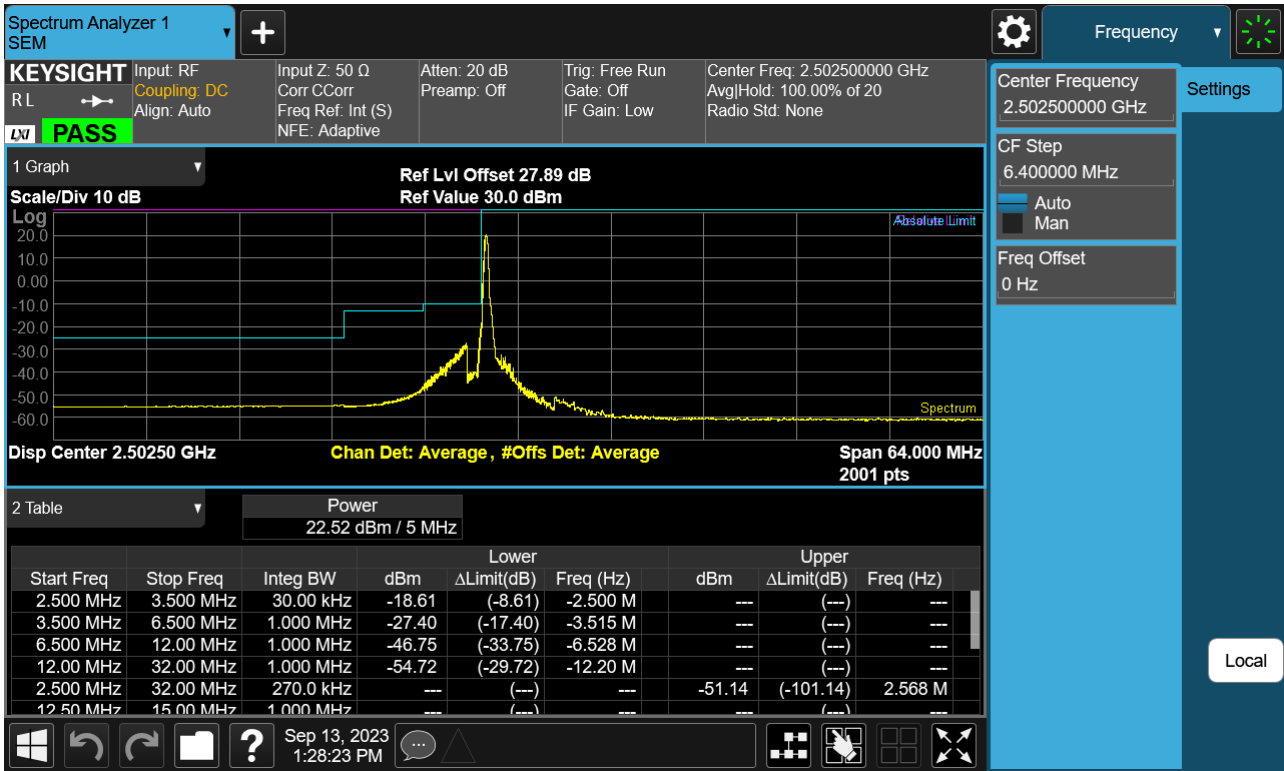 Spectrum Analyzer 1
SEM
Frequency
KEYSIGHT
R L
LXI PASS
Input: RF
Coupling: DC
Align: Auto
Input Z: 50 Ω
Corr CCorr
Freq Ref: Int (S)
NFE: Adaptive
Atten: 20 dB
Preamp: Off
Trig: Free Run
Gate: Off
IF Gain: Low
Center Freq: 2.502500000 GHz
Avg|Hold: 100.00% of 20
Radio Std: None
Center Frequency
2.502500000 GHz
Settings
CF Step
6.400000 MHz
Auto
Man
Freq Offset
0 Hz
1 Graph
Ref Lvl Offset 27.89 dB
Scale/Div 10 dB
Ref Value 30.0 dBm
Log
Absolute Limit
20.0
10.0
0.00
-10.0
-20.0
-30.0
-40.0
-50.0
-60.0
Spectrum
Disp Center 2.50250 GHz
Chan Det: Average, #Offs Det: Average
Span 64.000 MHz
2001 pts
2 Table
Power
22.52 dBm / 5 MHz
Lower Upper
Start Freq Stop Freq Integ BW dBm ΔLimit(dB) Freq (Hz) dBm ΔLimit(dB) Freq (Hz)
2.500 MHz 3.500 MHz 30.00 kHz -18.61 (-8.61) -2.500 M --- (---) ---
3.500 MHz 6.500 MHz 1.000 MHz -27.40 (-17.40) -3.515 M --- (---) ---
6.500 MHz 12.00 MHz 1.000 MHz -46.75 (-33.75) -6.528 M --- (---) ---
12.00 MHz 32.00 MHz 1.000 MHz -54.72 (-29.72) -12.20 M --- (---) ---
2.500 MHz 32.00 MHz 270.0 kHz --- (---) --- -51.14 (-101.14) 2.568 M
12.50 MHz 15.00 MHz 1.000 MHz --- (---) --- --- (---) ---
Local
?
Sep 13, 2023
1:28:23 PM